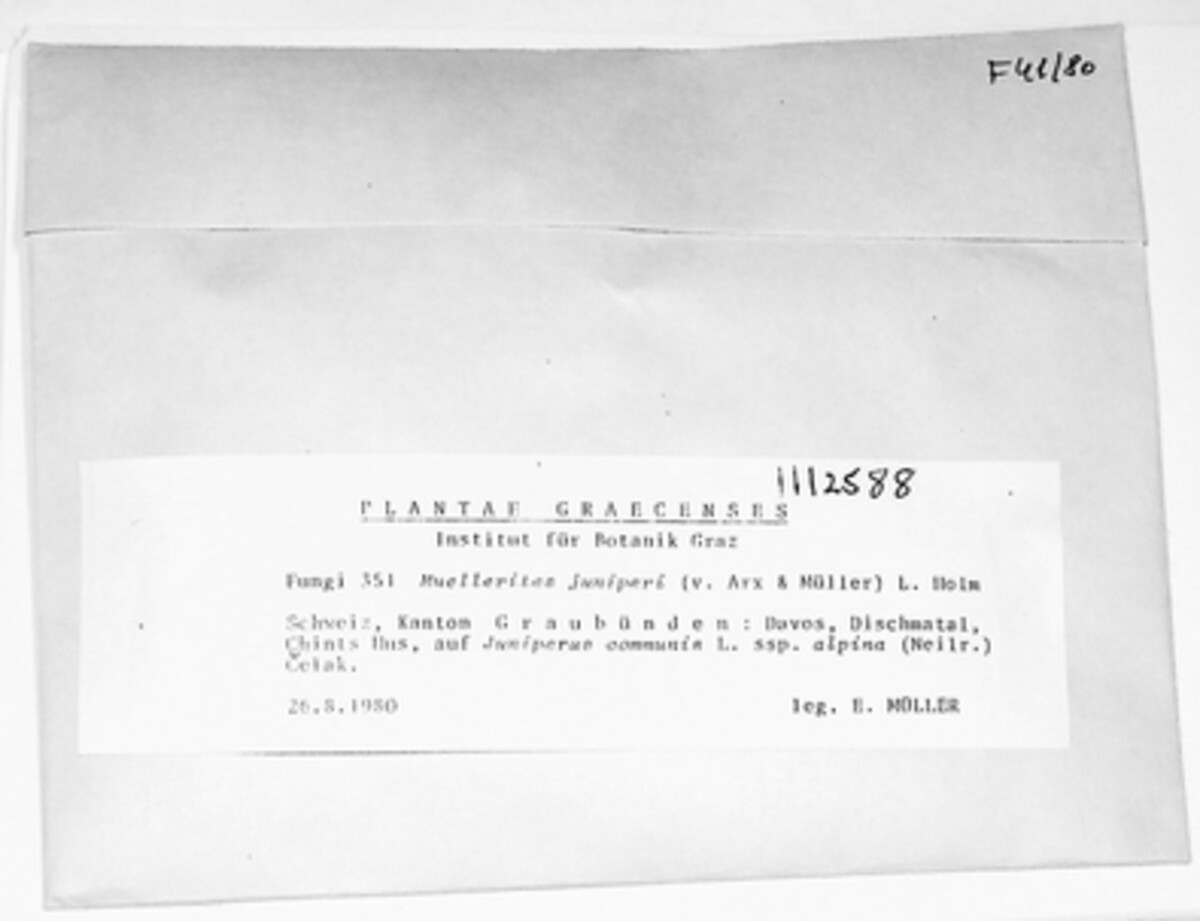 F41/80
1112588
PLANTAE GRAECENSES
Institut für Botanik Graz
Fungi 351 Muellerites juniperi (v. Arx & Müller) L. Holm
Schweiz, Kanton Graubünden: Davos, Dischmatal,
Chints Hus, auf Juniperus communis L. ssp. alpina (Neilr.)
Čelak.
26.8.1980 leg. E. MÜLLER